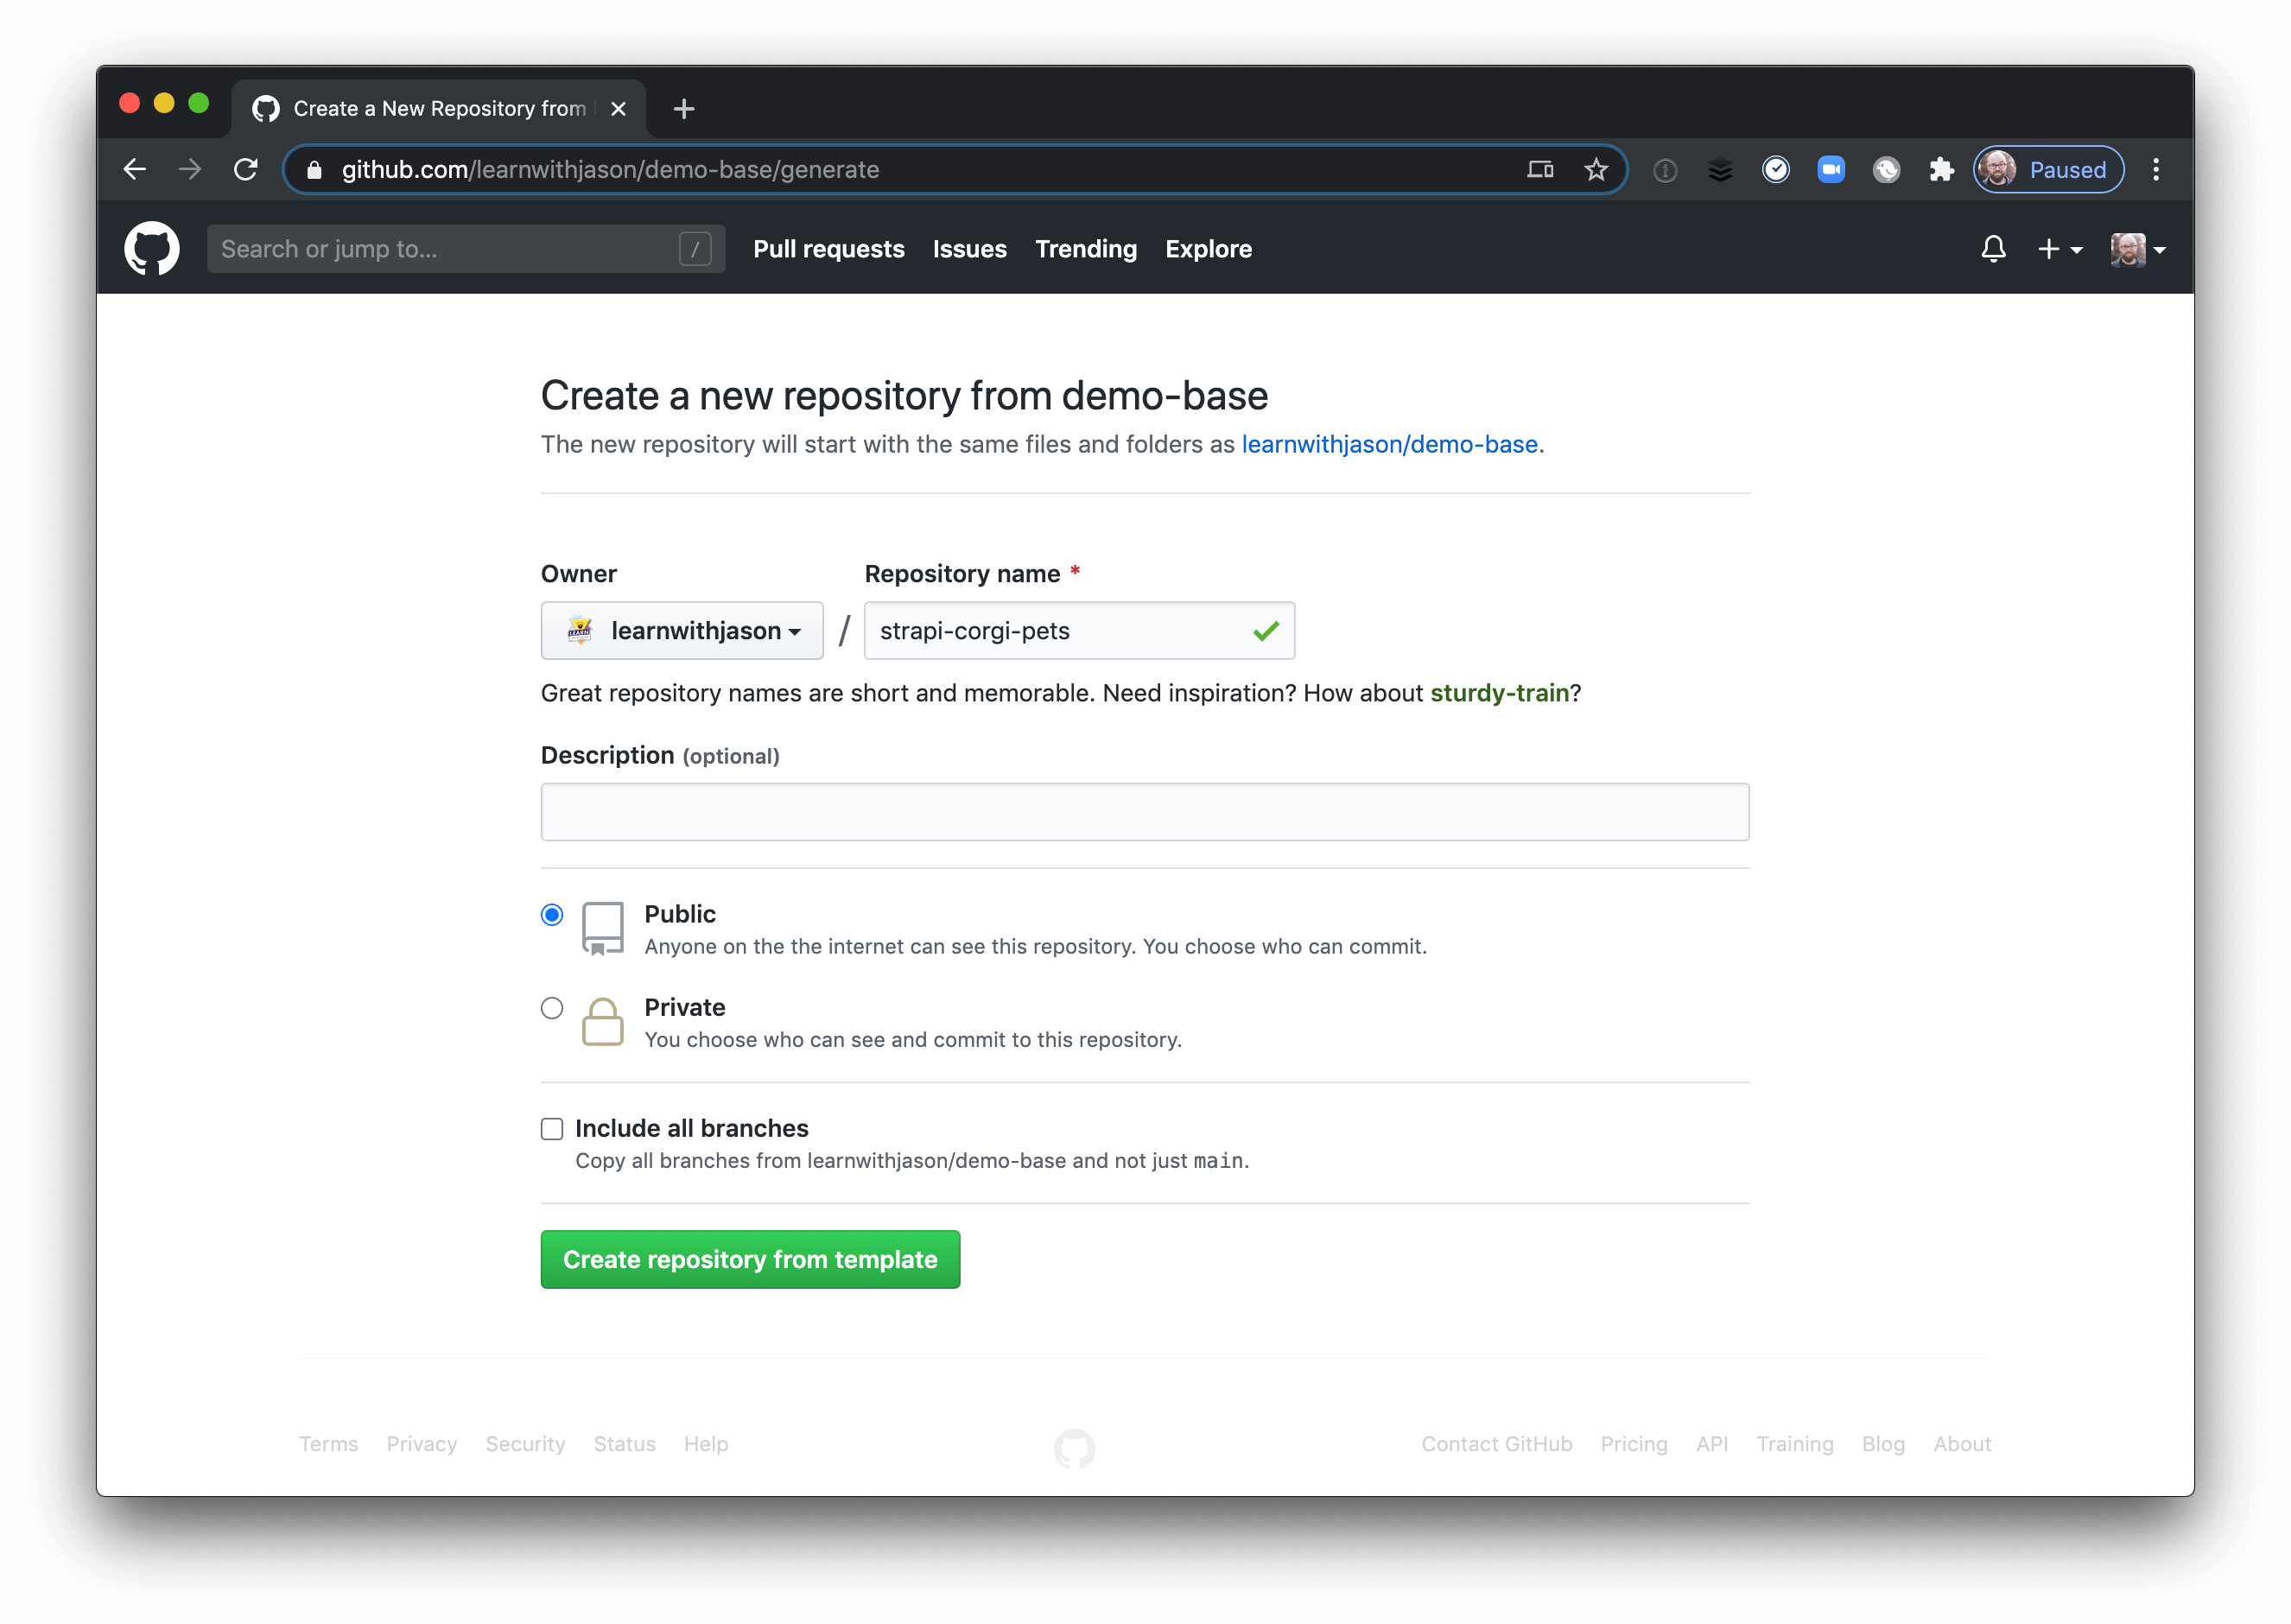 Create a New Repository from
github.com/learnwithjason/demo-base/generate
Paused
Search or jump to...
/
Pull requests Issues Trending Explore
Create a new repository from demo-base
The new repository will start with the same files and folders as learnwithjason/demo-base.
Owner Repository name *
learnwithjason / strapi-corgi-pets
Great repository names are short and memorable. Need inspiration? How about sturdy-train?
Description (optional)
Public
Anyone on the the internet can see this repository. You choose who can commit.
Private
You choose who can see and commit to this repository.
Include all branches
Copy all branches from learnwithjason/demo-base and not just main.
Create repository from template
Terms Privacy Security Status Help Contact GitHub Pricing API Training Blog About